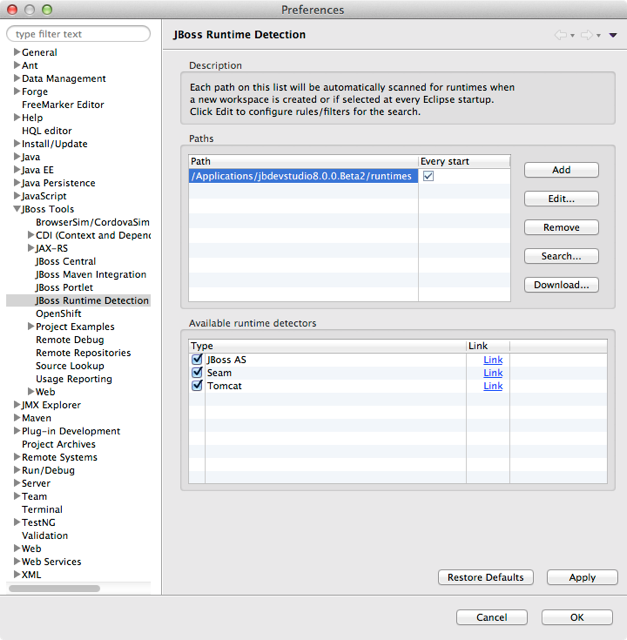 Preferences
type filter text
General
Ant
Data Management
Forge
FreeMarker Editor
Help
HQL editor
Install/Update
Java
Java EE
Java Persistence
JavaScript
JBoss Tools
BrowserSim/CordovaSim
CDI (Context and Depend
JAX-RS
JBoss Central
JBoss Maven Integration
JBoss Portlet
JBoss Runtime Detection
OpenShift
Project Examples
Remote Debug
Remote Repositories
Source Lookup
Usage Reporting
Web
JMX Explorer
Maven
Plug-in Development
Project Archives
Remote Systems
Run/Debug
Server
Team
Terminal
TestNG
Validation
Web
Web Services
XML
JBoss Runtime Detection
Description
Each path on this list will be automatically scanned for runtimes when
a new workspace is created or if selected at every Eclipse startup.
Click Edit to configure rules/filters for the search.
Paths
Path Every start
/Applications/jbdevstudio8.0.0.Beta2/runtimes
Add
Edit...
Remove
Search...
Download...
Available runtime detectors
Type Link
JBoss AS Link
Seam Link
Tomcat Link
Restore Defaults Apply
Cancel OK